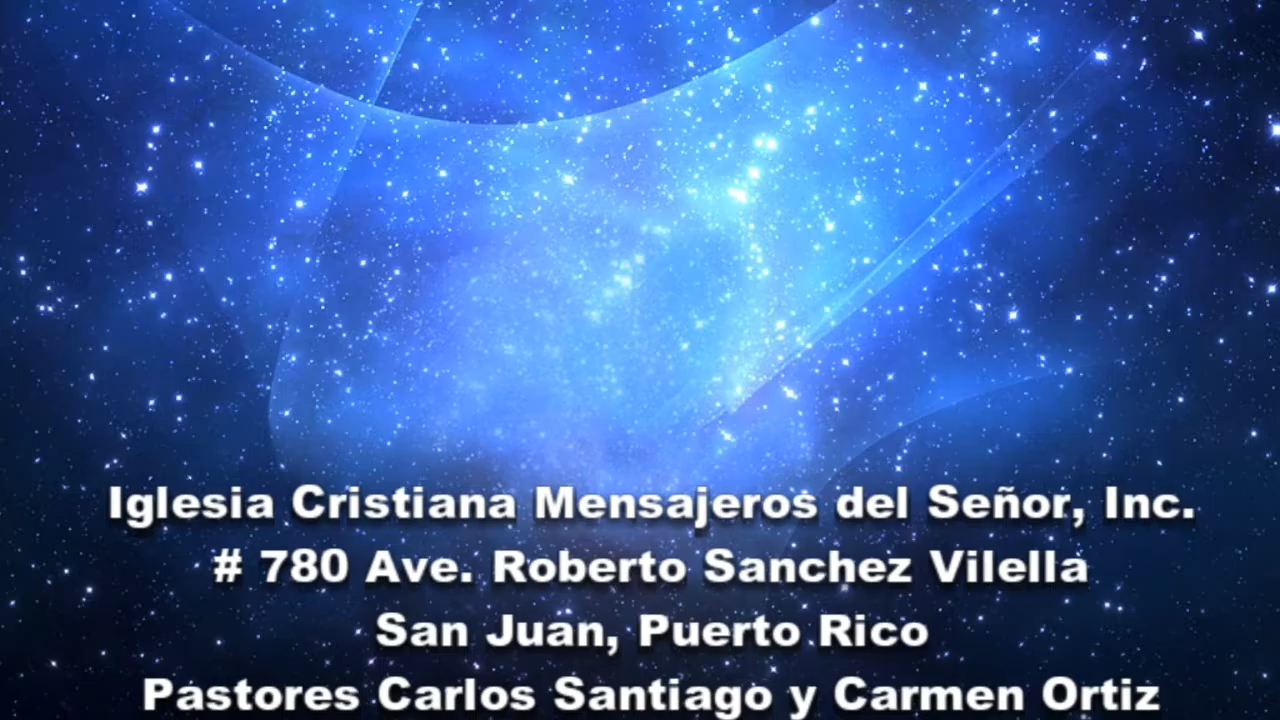 Iglesia Cristiana Mensajeros del Señor, Inc.
# 780 Ave. Roberto Sanchez Vilella
San Juan, Puerto Rico
Pastores Carlos Santiago y Carmen Ortiz